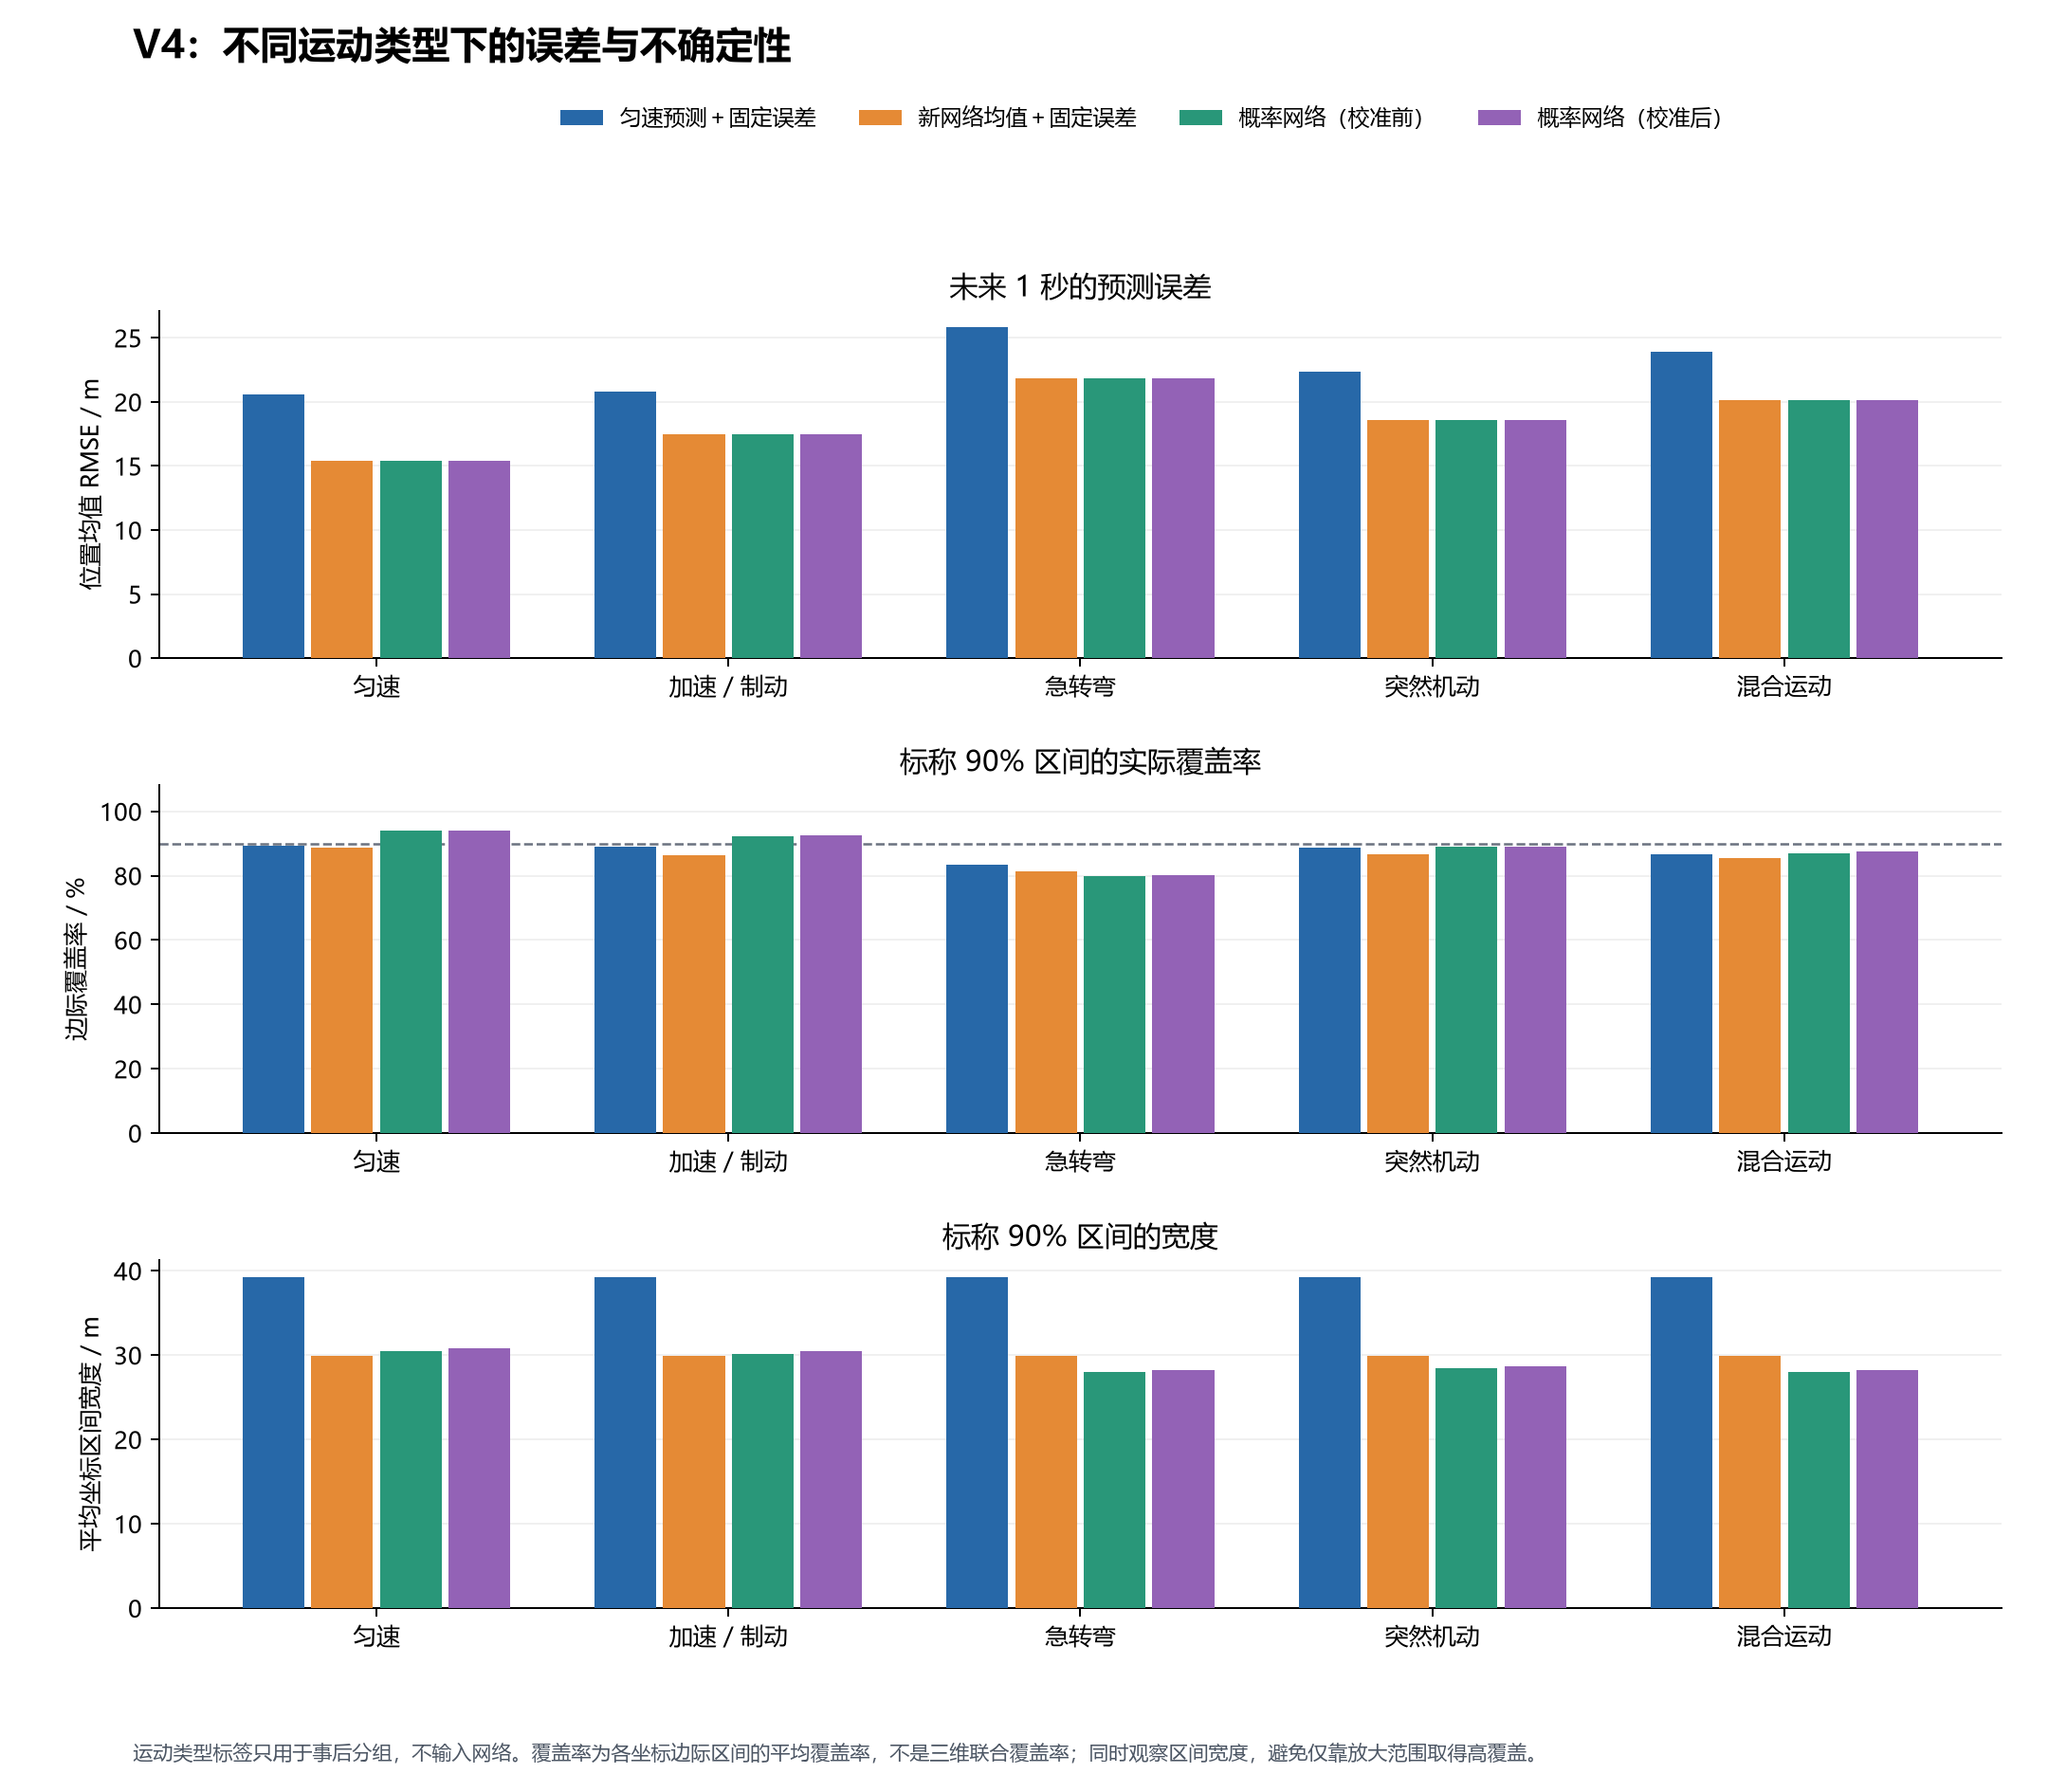 V4：不同运动类型下的误差与不确定性
匀速预测 + 固定误差
新网络均值 + 固定误差
概率网络（校准前）
概率网络（校准后）
未来 1 秒的预测误差
位置均值 RMSE / m
25
20
15
10
5
0
匀速
加速 / 制动
急转弯
突然机动
混合运动
标称 90% 区间的实际覆盖率
边际覆盖率 / %
100
80
60
40
20
0
匀速
加速 / 制动
急转弯
突然机动
混合运动
标称 90% 区间的宽度
平均坐标区间宽度 / m
40
30
20
10
0
匀速
加速 / 制动
急转弯
突然机动
混合运动
运动类型标签只用于事后分组，不输入网络。覆盖率为各坐标边际区间的平均覆盖率，不是三维联合覆盖率；同时观察区间宽度，避免仅靠放大范围取得高覆盖。